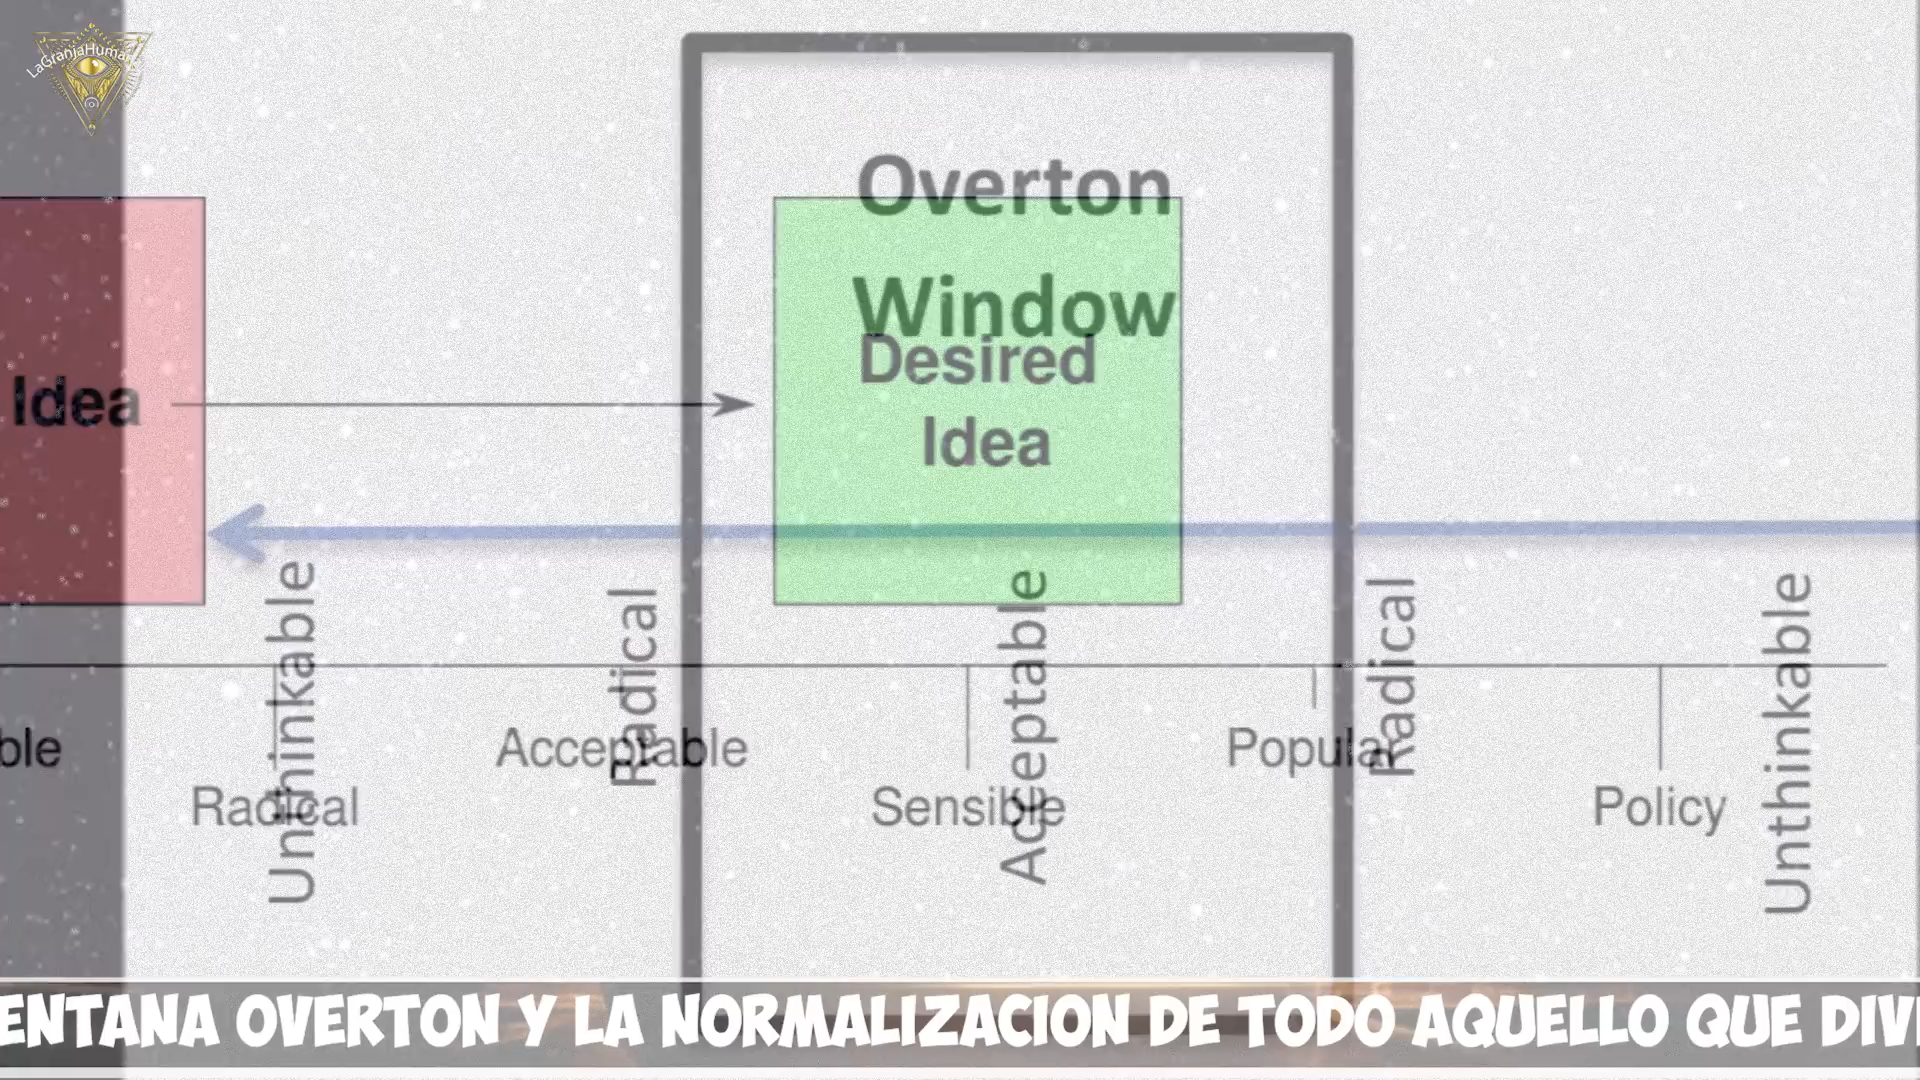 LaGranjaHuman
Overton
Window
Desired
Idea
Idea
Unthinkable
Radical
Acceptable
Radical
Unthinkable
ble
Acceptable
Popular
Radical
Sensible
Policy
ENTANA OVERTON Y LA NORMALIZACION DE TODO AQUELLO QUE DIV